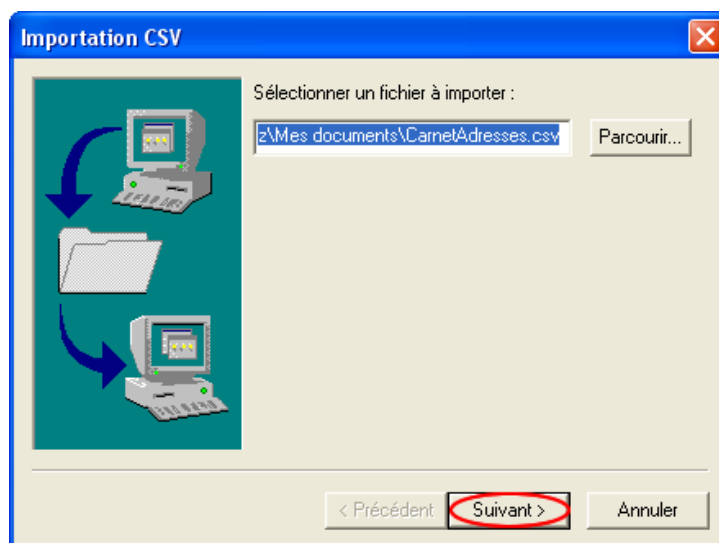 Importation CSV
Sélectionner un fichier à importer :
z\Mes documents\CarnetAdresses.csv
Parcourir...
< Précédent
Suivant >
Annuler